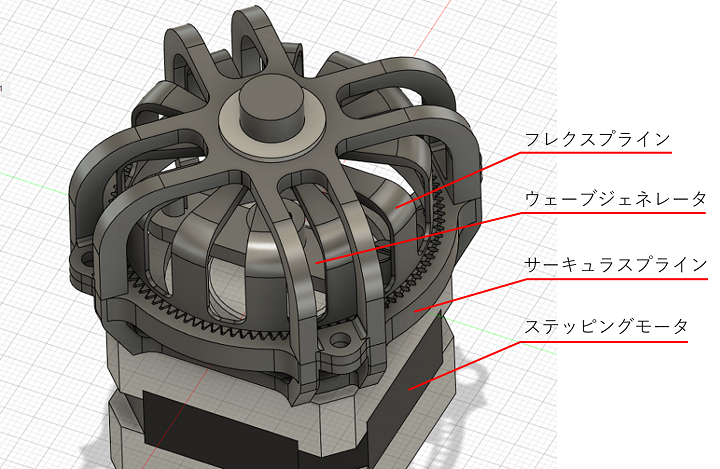 フレクスプライン
ウェーブジェネレータ
サーキュラスプライン
ステッピングモータ